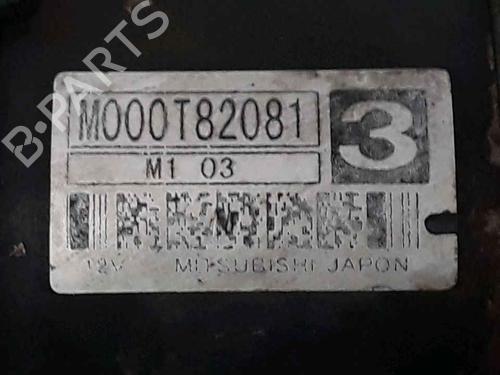 M000T82081
3
M1 03
12V MITSUBISHI JAPON
B-PARTS